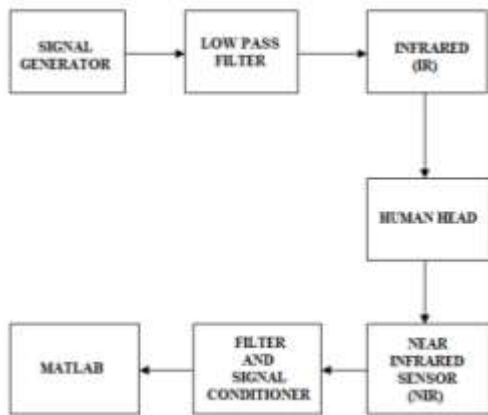 SIGNAL
GENERATOR
LOW PASS
FILTER
INFRARED
(IR)
HUMAN HEAD
NEAR
INFRARED
SENSOR
(NIR)
FILTER
AND
SIGNAL
CONDITIONER
MATLAB